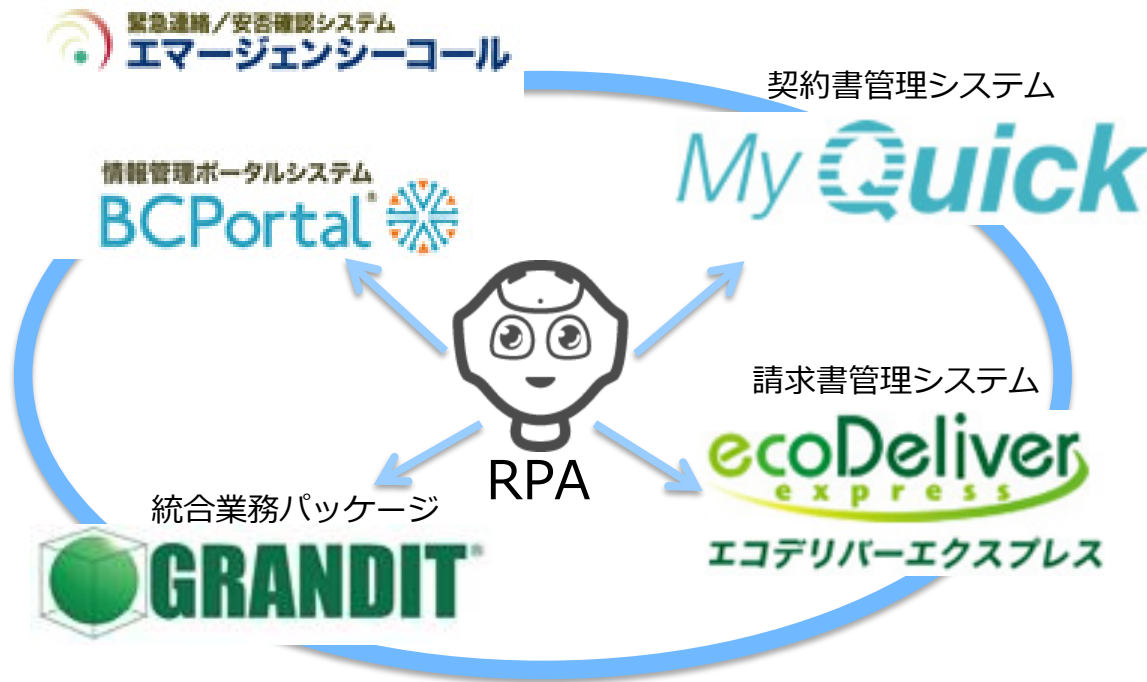 緊急連絡/安否確認システム
エマージェンシーコール
契約書管理システム
My Quick
情報管理ポータルシステム
BCPortal®
請求書管理システム
ecoDeliver
express
エコデリバーエクスプレス
RPA
統合業務パッケージ
GRANDIT®